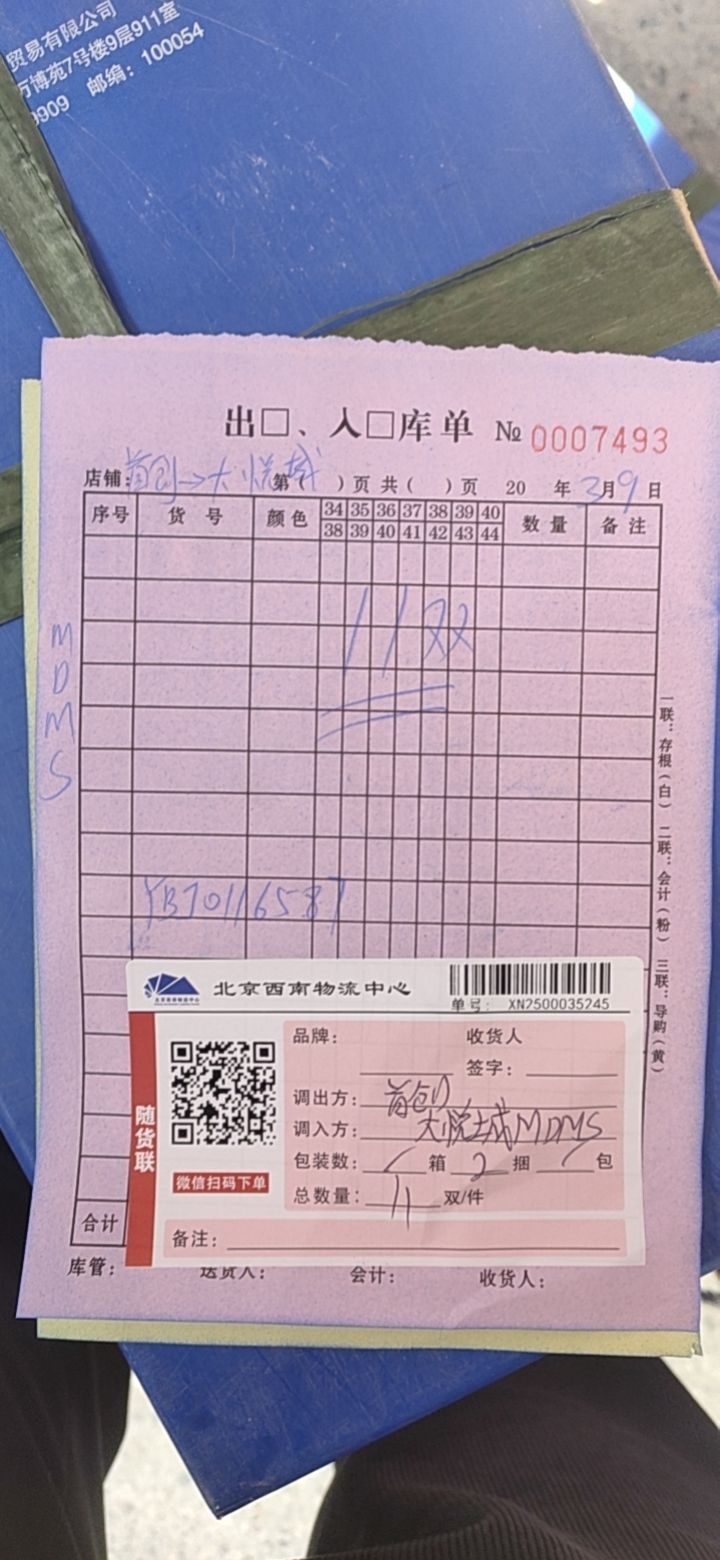 贸易有限公司
万博苑7号楼9层911室
9909 邮编：100054
出□、入□库单 № 0007493
店铺：首创→大悦城 第( )页 共( )页 20 年 3月9日
序号 货号 颜色 34 35 36 37 38 39 40 数量 备注
38 39 40 41 42 43 44
11双
MDMS
YB70116587
一联：存根（白） 二联：会计（粉） 三联：导购（黄）
北京西南物流中心
单号： XN2500035245
随货联
微信扫码下单
品牌： 收货人
签字：
调出方：首创
调入方：大悦城MDMS
包装数： / 箱 2 捆 / 包
总数量： 11 双/件
备注：
合计
库管： 送货人： 会计： 收货人：